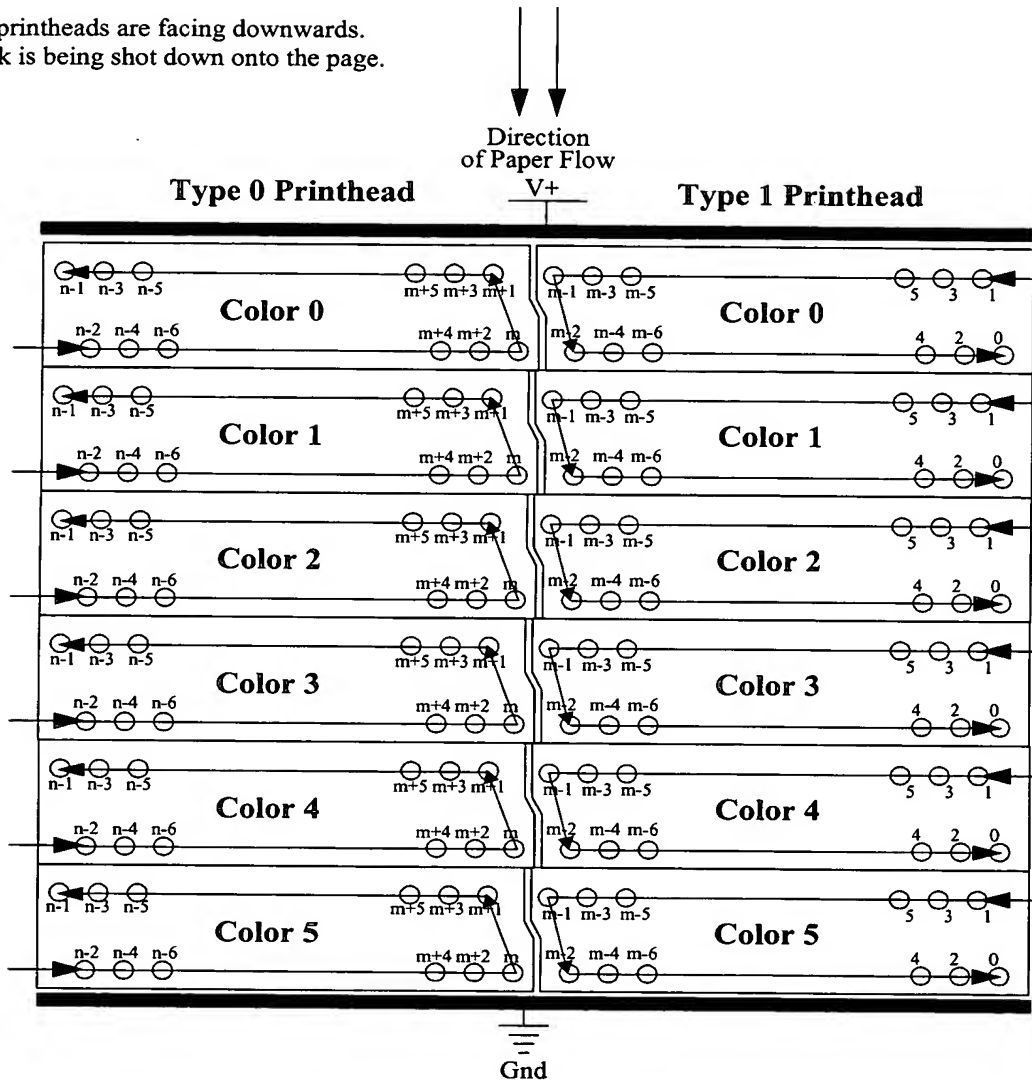 printheads are facing downwards.
k is being shot down onto the page.
Direction
of Paper Flow
V+
Type 0 Printhead Type 1 Printhead
n-1 n-3 n-5 m+5 m+3 m+1 m-1 m-3 m-5 5 3 1
Color 0 Color 0
n-2 n-4 n-6 m+4 m+2 m m-2 m-4 m-6 4 2 0
n-1 n-3 n-5 m+5 m+3 m+1 m-1 m-3 m-5 5 3 1
Color 1 Color 1
n-2 n-4 n-6 m+4 m+2 m m-2 m-4 m-6 4 2 0
n-1 n-3 n-5 m+5 m+3 m+1 m-1 m-3 m-5 5 3 1
Color 2 Color 2
n-2 n-4 n-6 m+4 m+2 m m-2 m-4 m-6 4 2 0
n-1 n-3 n-5 m+5 m+3 m+1 m-1 m-3 m-5 5 3 1
Color 3 Color 3
n-2 n-4 n-6 m+4 m+2 m m-2 m-4 m-6 4 2 0
n-1 n-3 n-5 m+5 m+3 m+1 m-1 m-3 m-5 5 3 1
Color 4 Color 4
n-2 n-4 n-6 m+4 m+2 m m-2 m-4 m-6 4 2 0
n-1 n-3 n-5 m+5 m+3 m+1 m-1 m-3 m-5 5 3 1
Color 5 Color 5
n-2 n-4 n-6 m+4 m+2 m m-2 m-4 m-6 4 2 0
Gnd